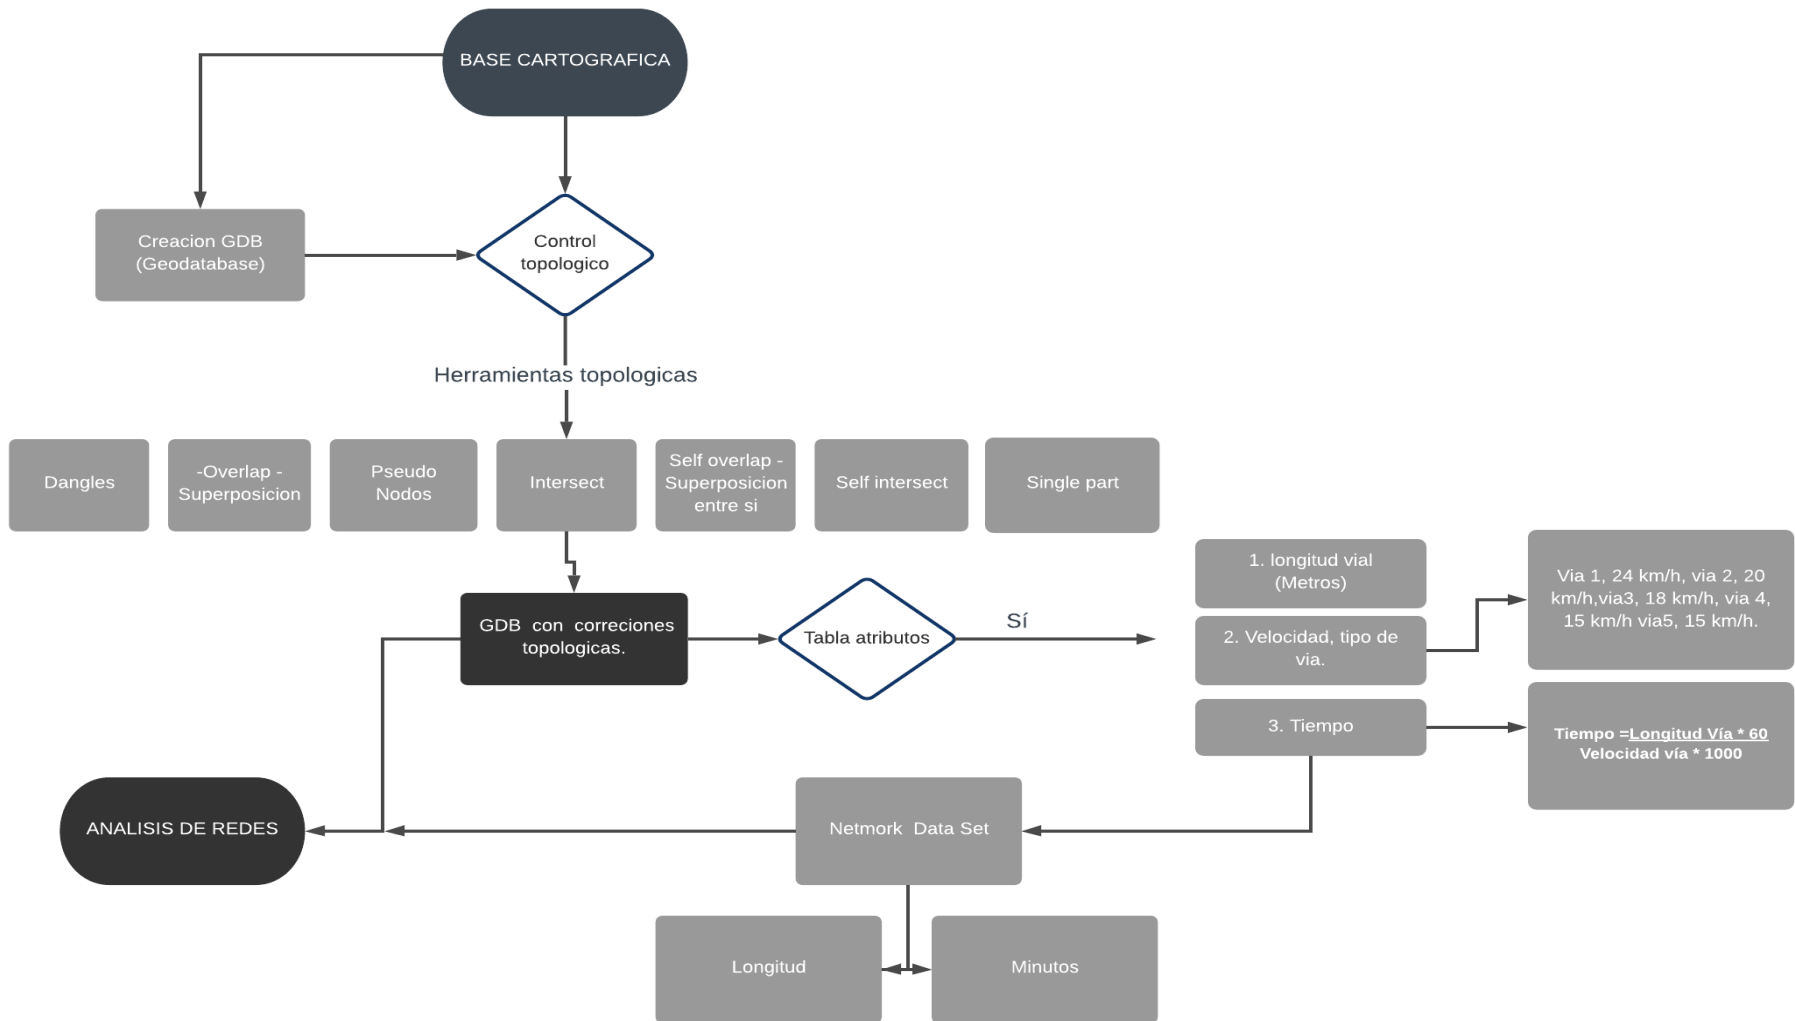 BASE CARTOGRAFICA
Creacion GDB
(Geodatabase)
Control
topologico
Herramientas topologicas
Dangles
-Overlap -
Superposicion
Pseudo
Nodos
Intersect
Self overlap -
Superposicion
entre si
Self intersect
Single part
GDB con correciones
topologicas.
Tabla atributos
Sí
1. longitud vial
(Metros)
2. Velocidad, tipo de
via.
3. Tiempo
Via 1, 24 km/h, via 2, 20
km/h,via3, 18 km/h, via 4,
15 km/h via5, 15 km/h.
Tiempo =Longitud Vía * 60
Velocidad vía * 1000
ANALISIS DE REDES
Netmork Data Set
Longitud
Minutos